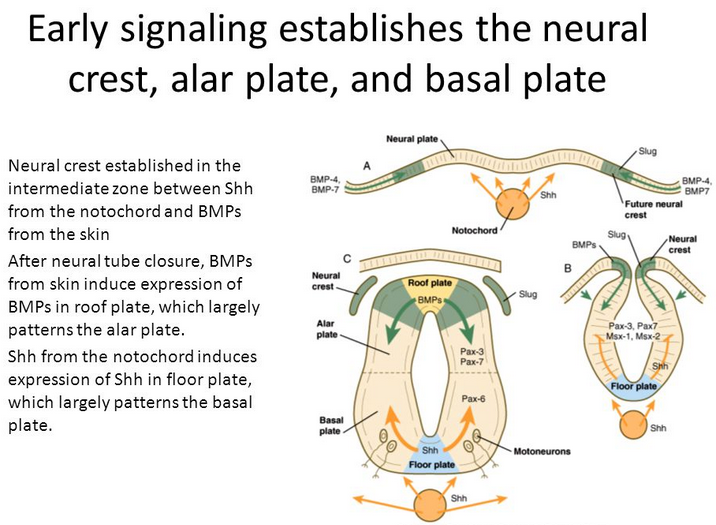 Early signaling establishes the neural
crest, alar plate, and basal plate
Neural crest established in the
intermediate zone between Shh
from the notochord and BMPs
from the skin
After neural tube closure, BMPs
from skin induce expression of
BMPs in roof plate, which largely
patterns the alar plate.
Shh from the notochord induces
expression of Shh in floor plate,
which largely patterns the basal
plate.
Neural plate
A
Slug
BMP-4,
BMP-7
BMP-4,
BMP7
Shh
Future neural
crest
Notochord
C
Neural
crest
Roof plate
BMPs
Slug
Alar
plate
Pax-3
Pax-7
Pax-6
Basal
plate
Shh
Floor plate
Motoneurons
Shh
B
BMPs
Slug
Neural
crest
Pax-3, Pax7
Msx-1, Msx-2
Shh
Floor plate
Shh